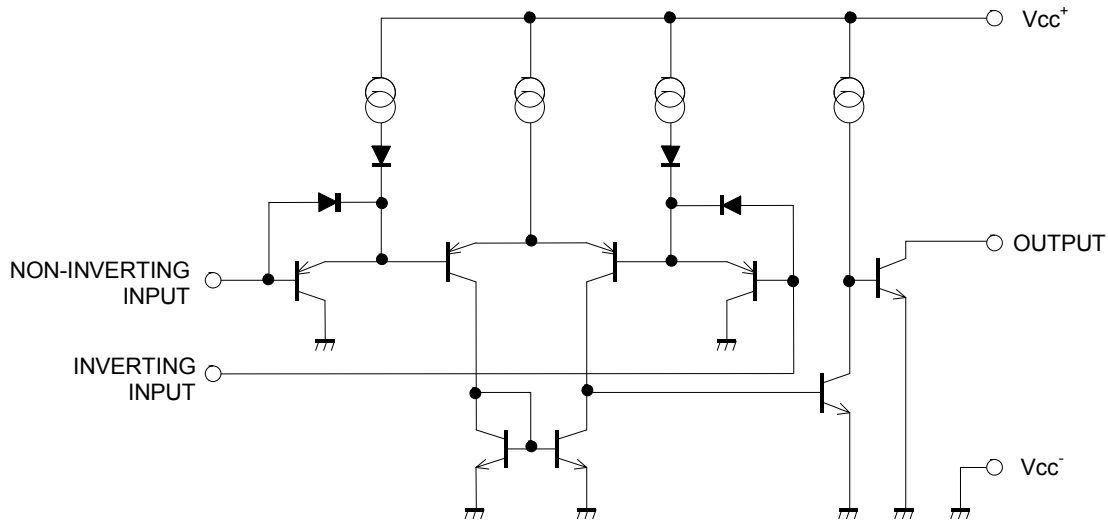 Vcc+
NON-INVERTING
INPUT
OUTPUT
INVERTING
INPUT
Vcc-